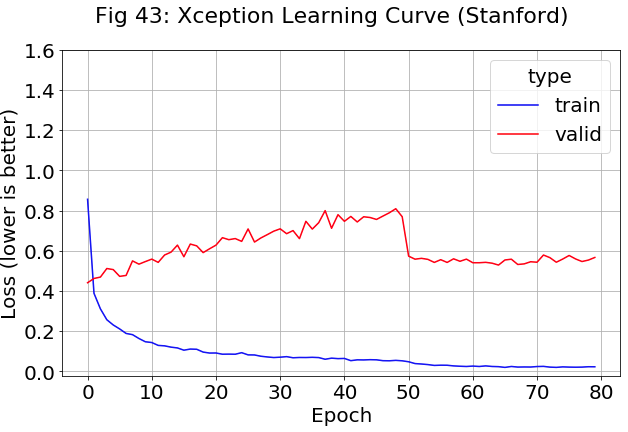 Fig 43: Xception Learning Curve (Stanford)
1.6
1.4
1.2
1.0
0.8
0.6
0.4
0.2
0.0
Loss (lower is better)
type
train
valid
0 10 20 30 40 50 60 70 80 90
Epoch